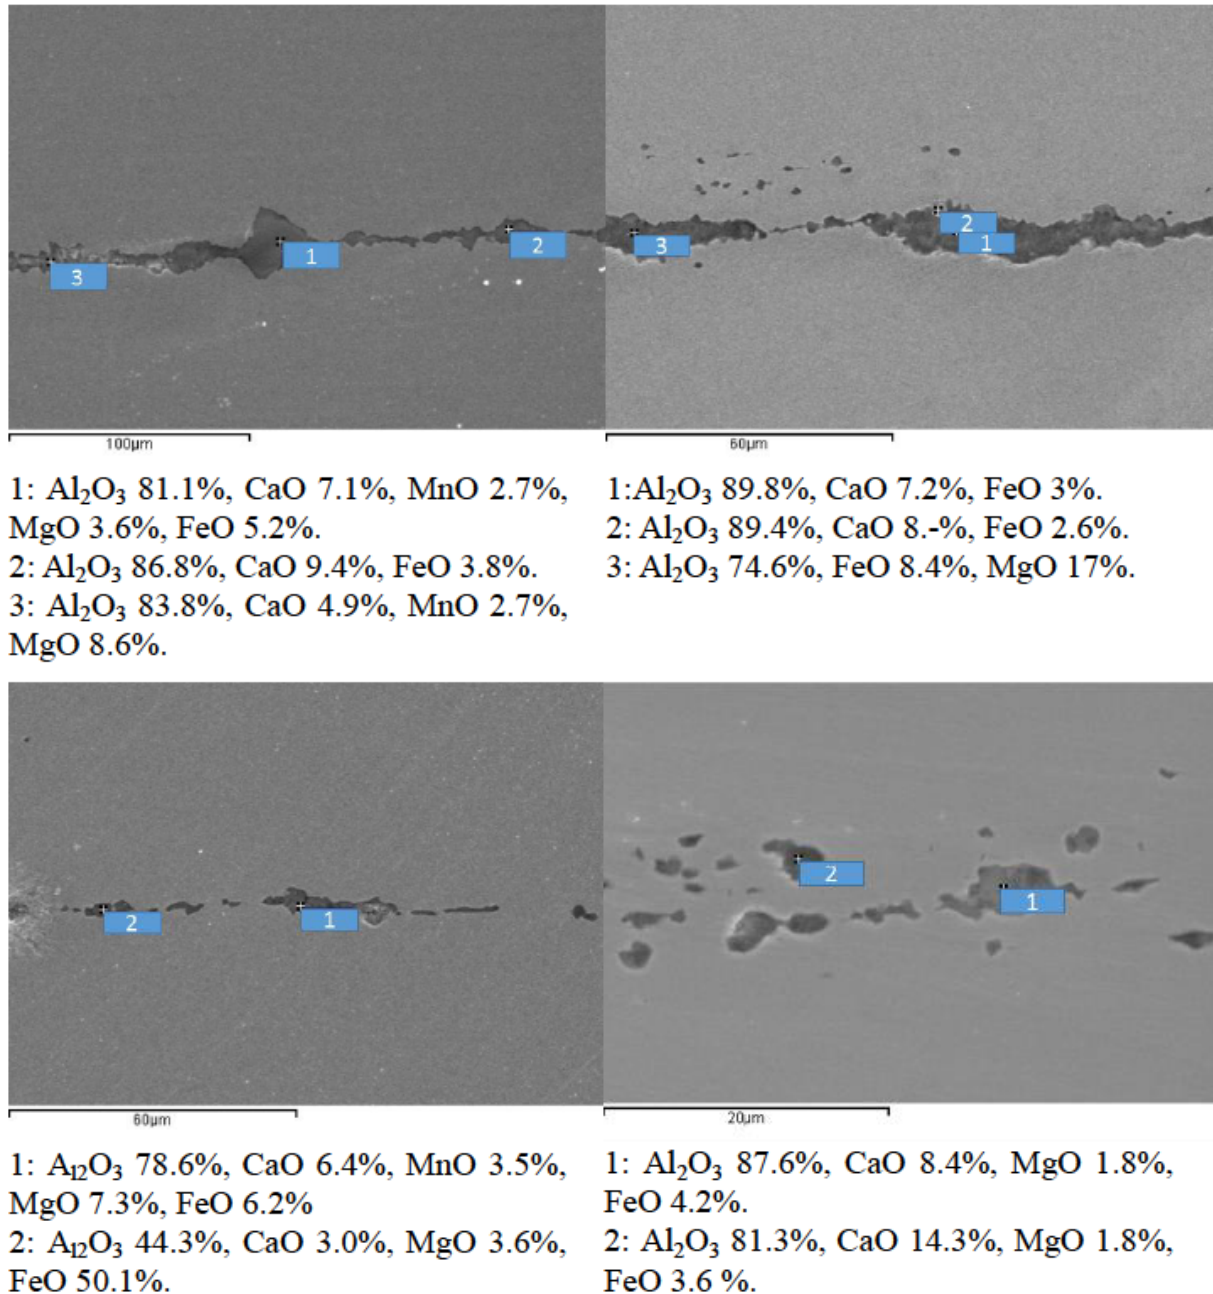 1
2
3
100µm
2
1
3
60µm
1: Al₂O₃ 81.1%, CaO 7.1%, MnO 2.7%,
MgO 3.6%, FeO 5.2%.
2: Al₂O₃ 86.8%, CaO 9.4%, FeO 3.8%.
3: Al₂O₃ 83.8%, CaO 4.9%, MnO 2.7%,
MgO 8.6%.
1:Al₂O₃ 89.8%, CaO 7.2%, FeO 3%.
2: Al₂O₃ 89.4%, CaO 8.-%, FeO 2.6%.
3: Al₂O₃ 74.6%, FeO 8.4%, MgO 17%.
2
1
60µm
2
1
20µm
1: A₁₂O₃ 78.6%, CaO 6.4%, MnO 3.5%,
MgO 7.3%, FeO 6.2%
2: A₁₂O₃ 44.3%, CaO 3.0%, MgO 3.6%,
FeO 50.1%.
1: Al₂O₃ 87.6%, CaO 8.4%, MgO 1.8%,
FeO 4.2%.
2: Al₂O₃ 81.3%, CaO 14.3%, MgO 1.8%,
FeO 3.6 %.